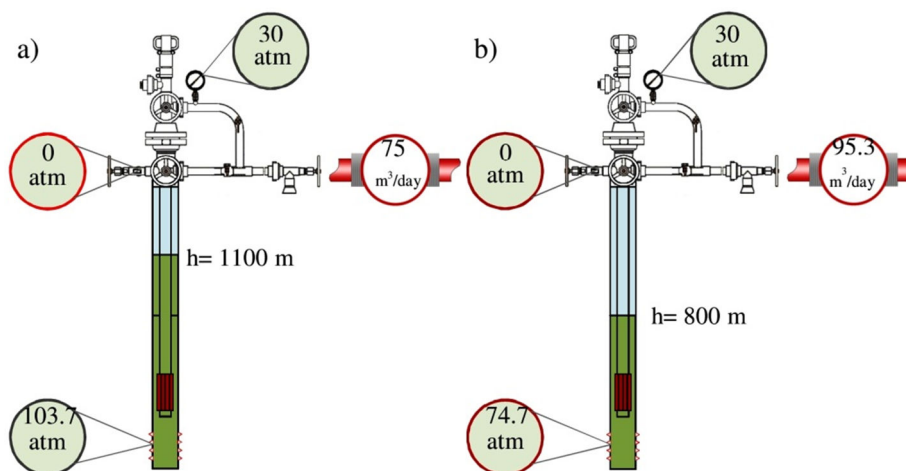 a)
30
atm
0
atm
75
m³/day
h= 1100 m
103.7
atm
b)
30
atm
0
atm
95.3
m³/day
h= 800 m
74.7
atm